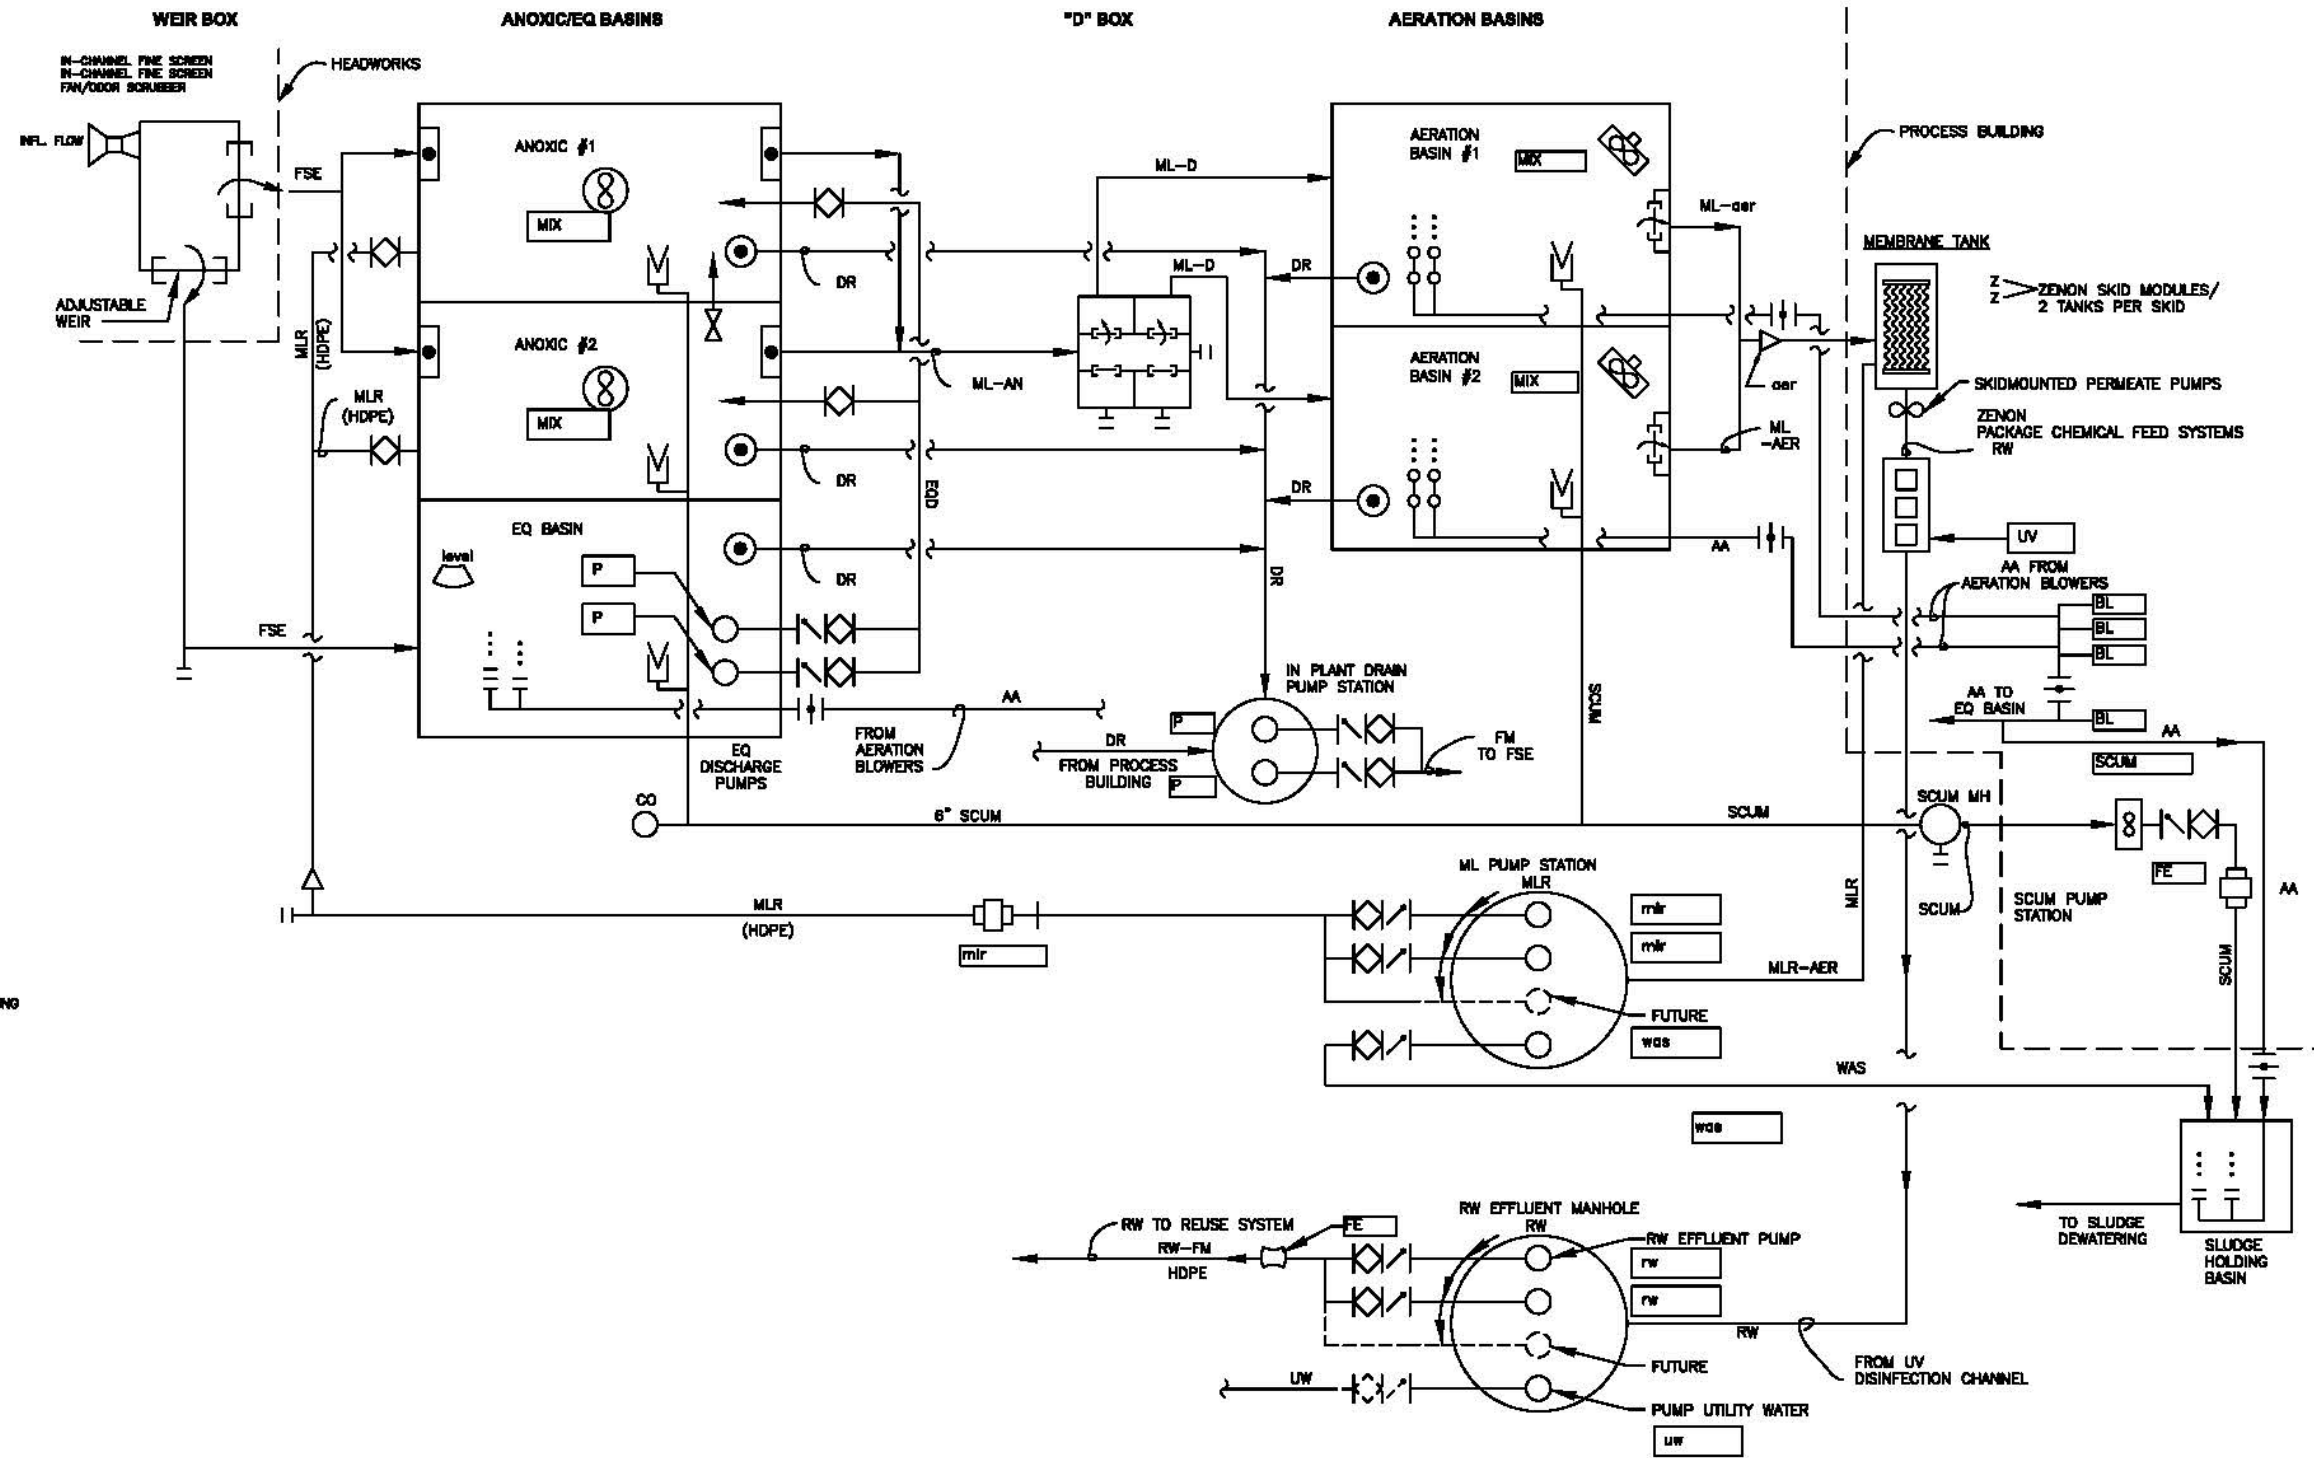 WEIR BOX
ANOXIC/EQ BASINS
"D" BOX
AERATION BASINS
IN-CHANNEL FINE SCREEN
IN-CHANNEL FINE SCREEN
FAN/ODOR SCRUBBER
HEADWORKS
INFL. FLOW
FSE
ADJUSTABLE
WEIR
MLR
(HDPE)
MLR
(HDPE)
FSE
ANOXIC #1
MIX
ANOXIC #2
MIX
EQ BASIN
level
P
P
DR
DR
DR
EQD
ML-AN
ML-D
ML-D
AERATION
BASIN #1
MIX
AERATION
BASIN #2
MIX
DR
DR
DR
ML-aer
ML
-AER
aer
AA
PROCESS BUILDING
MEMBRANE TANK
Z
Z
ZENON SKID MODULES/
2 TANKS PER SKID
SKIDMOUNTED PERMEATE PUMPS
ZENON
PACKAGE CHEMICAL FEED SYSTEMS
RW
UV
AA FROM
AERATION BLOWERS
BL
BL
BL
AA TO
EQ BASIN
BL
AA
SCUM
EQ
DISCHARGE
PUMPS
FROM
AERATION
BLOWERS
AA
IN PLANT DRAIN
PUMP STATION
P
P
DR
FROM PROCESS
BUILDING
FM
TO FSE
SCUM
CO
6" SCUM
SCUM
SCUM MH
FE
SCUM
SCUM PUMP
STATION
AA
SCUM
MLR
(HDPE)
mlr
ML PUMP STATION
MLR
mlr
mlr
MLR
MLR-AER
FUTURE
was
WAS
was
NG
RW TO REUSE SYSTEM
RW-FM
HDPE
FE
RW EFFLUENT MANHOLE
RW
RW EFFLUENT PUMP
rw
rw
RW
FUTURE
FROM UV
DISINFECTION CHANNEL
UW
PUMP UTILITY WATER
uw
TO SLUDGE
DEWATERING
SLUDGE
HOLDING
BASIN